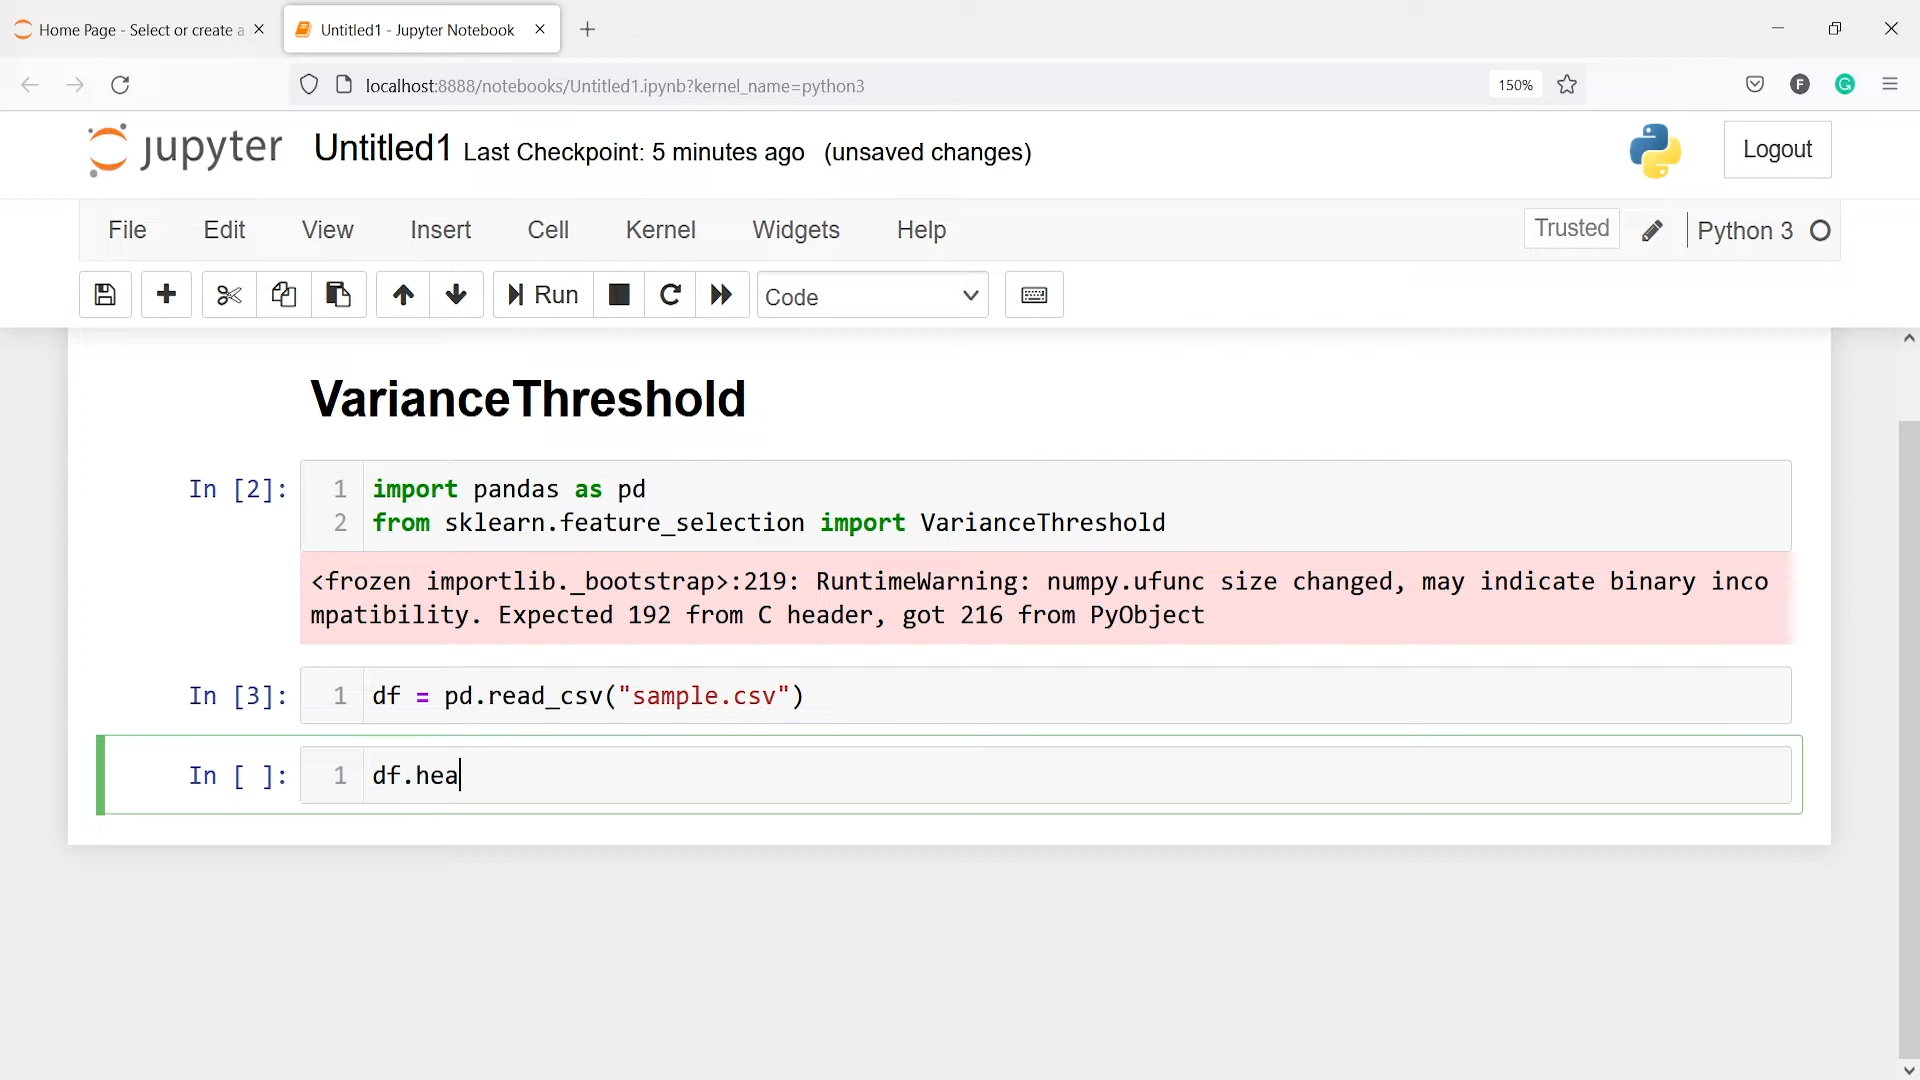 Home Page - Select or create a
Untitled1 - Jupyter Notebook
localhost:8888/notebooks/Untitled1.ipynb?kernel_name=python3
150%
F
G
jupyter
Untitled1 Last Checkpoint: 5 minutes ago (unsaved changes)
Logout
File Edit View Insert Cell Kernel Widgets Help
Trusted
Python 3
Run
Code
VarianceThreshold
In [2]:
1 import pandas as pd
2 from sklearn.feature_selection import VarianceThreshold
<frozen importlib._bootstrap>:219: RuntimeWarning: numpy.ufunc size changed, may indicate binary inco
mpatibility. Expected 192 from C header, got 216 from PyObject
In [3]:
1 df = pd.read_csv("sample.csv")
In [ ]:
1 df.hea